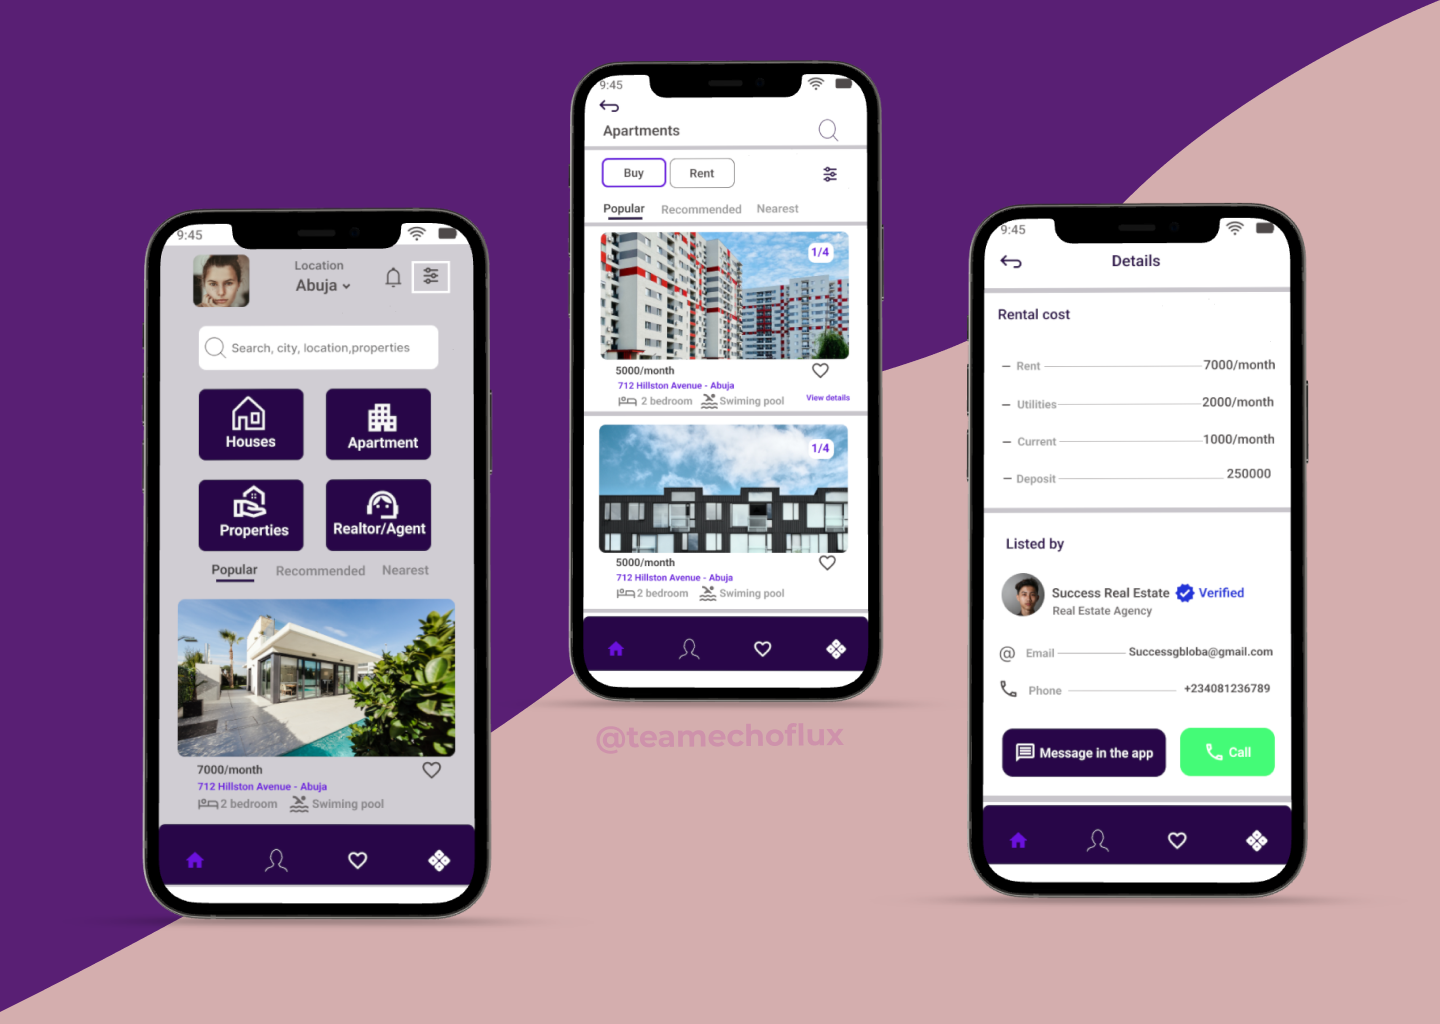 9:45
Location
Abuja
Search, city, location,properties
Houses
Apartment
Properties
Realtor/Agent
Popular Recommended Nearest
7000/month
712 Hillston Avenue - Abuja
2 bedroom Swiming pool
9:45
Apartments
Buy Rent
Popular Recommended Nearest
1/4
5000/month
712 Hillston Avenue - Abuja
2 bedroom Swiming pool View details
1/4
5000/month
712 Hillston Avenue - Abuja
2 bedroom Swiming pool
@teamechoflux
9:45
Details
Rental cost
– Rent 7000/month
– Utilities 2000/month
– Current 1000/month
– Deposit 250000
Listed by
Success Real Estate Verified
Real Estate Agency
@ Email Successgbloba@gmail.com
Phone +234081236789
Message in the app
Call